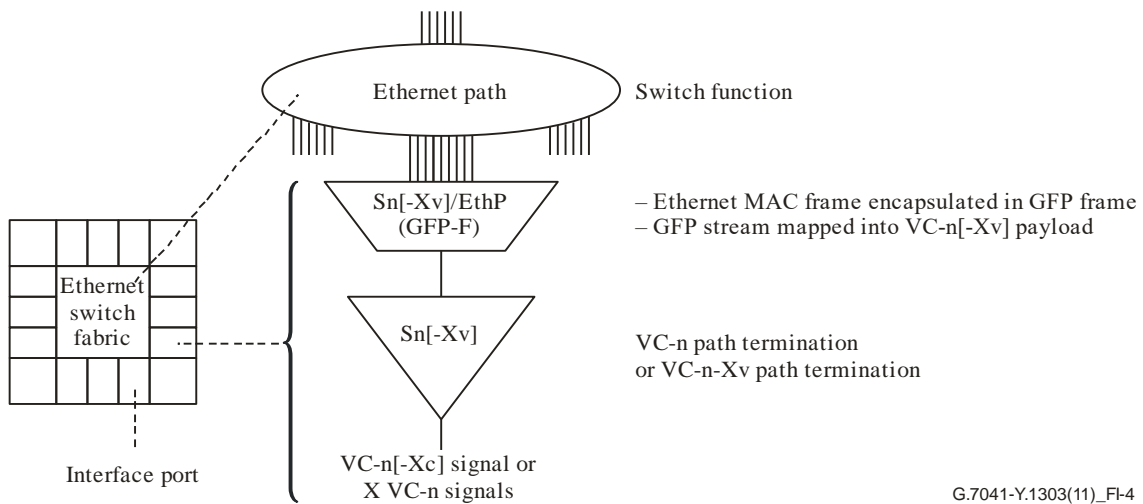 Ethernet path
Switch function
Sn[-Xv]/EthP
(GFP-F)
– Ethernet MAC frame encapsulated in GFP frame
– GFP stream mapped into VC-n[-Xv] payload
Ethernet
switch
fabric
Sn[-Xv]
VC-n path termination
or VC-n-Xv path termination
Interface port
VC-n[-Xc] signal or
X VC-n signals
G.7041-Y.1303(11)_FI-4